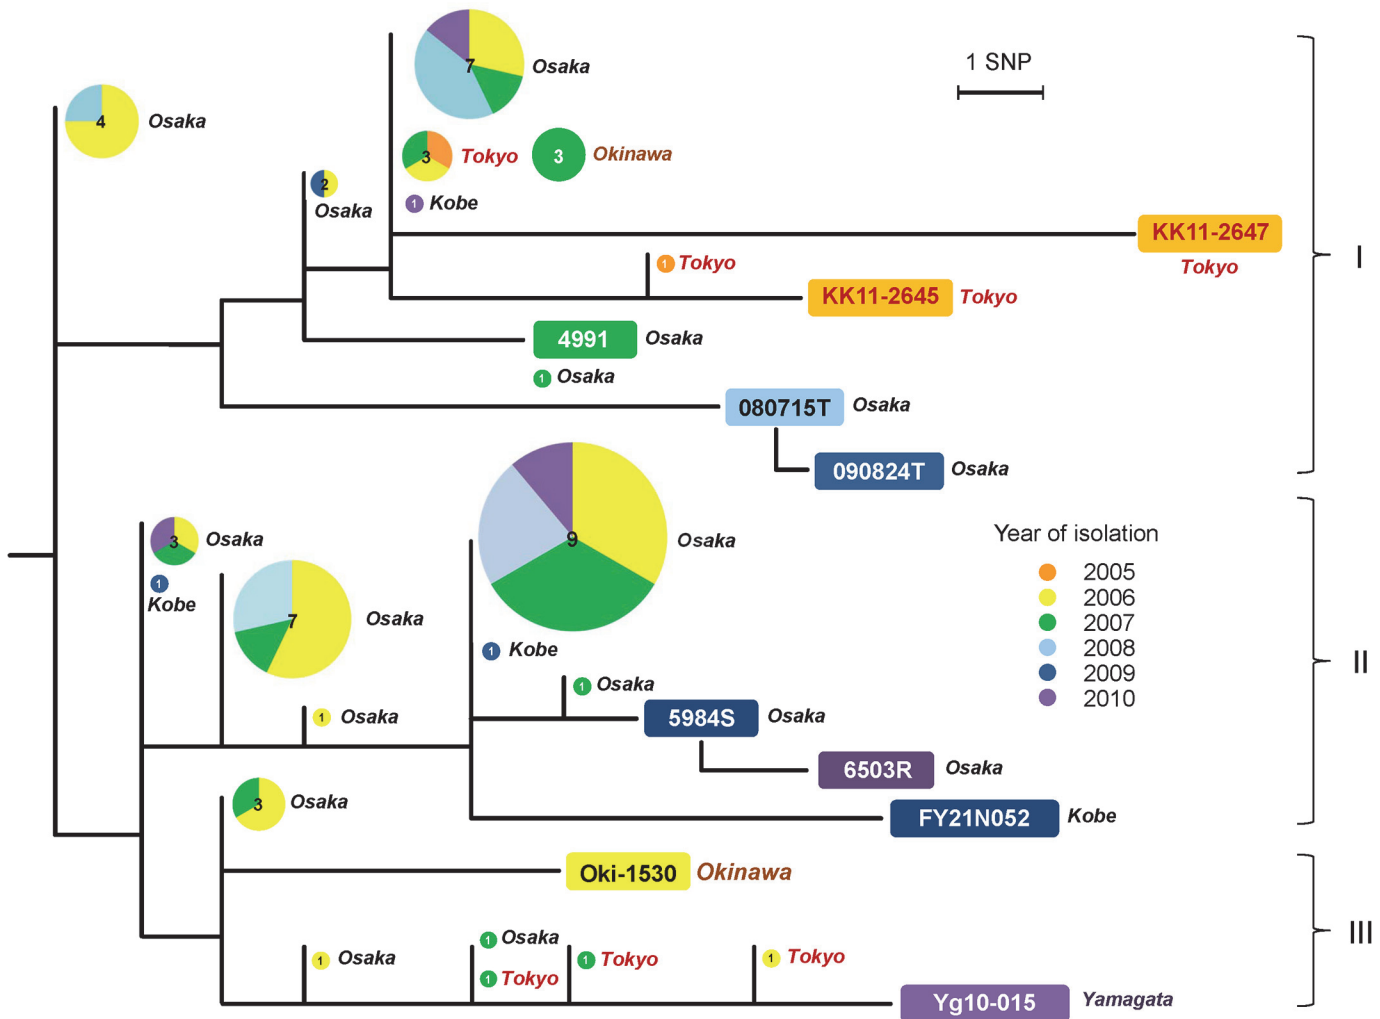 7
Osaka
1 SNP
4
Osaka
3
Tokyo
3
Okinawa
2
Osaka
1
Kobe
KK11-2647
Tokyo
I
1
Tokyo
KK11-2645
Tokyo
4991
Osaka
1
Osaka
080715T
Osaka
090824T
Osaka
3
Osaka
1
Kobe
9
Osaka
Year of isolation
2005
2006
2007
2008
2009
2010
7
Osaka
1
Kobe
II
1
Osaka
1
Osaka
5984S
Osaka
6503R
Osaka
3
Osaka
FY21N052
Kobe
Oki-1530
Okinawa
III
1
Osaka
1
Osaka
1
Tokyo
1
Tokyo
1
Tokyo
Yg10-015
Yamagata